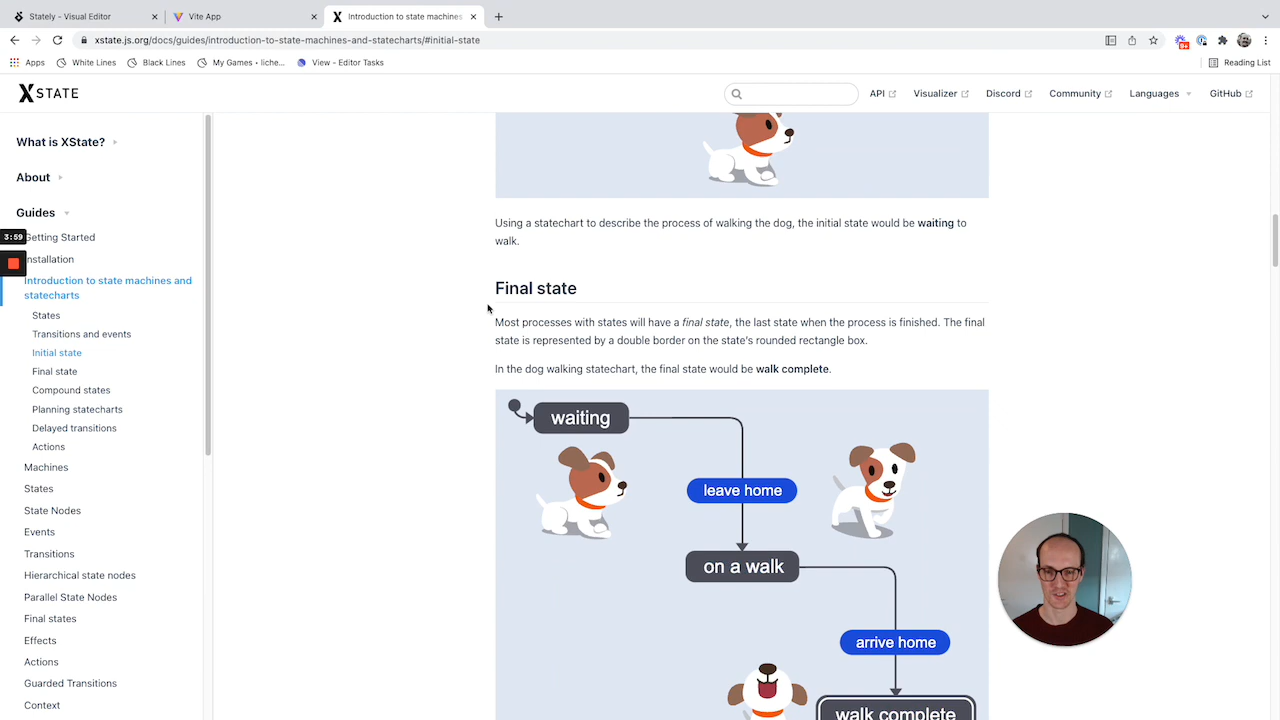 Stately - Visual Editor
Vite App
Introduction to state machines
xstate.js.org/docs/guides/introduction-to-state-machines-and-statecharts/#initial-state
9+
Apps
White Lines
Black Lines
My Games • liche...
View - Editor Tasks
Reading List
XSTATE
API
Visualizer
Discord
Community
Languages
GitHub
What is XState?
About
Guides
3:59
Getting Started
Installation
Introduction to state machines and
statecharts
States
Transitions and events
Initial state
Final state
Compound states
Planning statecharts
Delayed transitions
Actions
Machines
States
State Nodes
Events
Transitions
Hierarchical state nodes
Parallel State Nodes
Final states
Effects
Actions
Guarded Transitions
Context
Using a statechart to describe the process of walking the dog, the initial state would be waiting to
walk.
Final state
Most processes with states will have a final state, the last state when the process is finished. The final
state is represented by a double border on the state's rounded rectangle box.
In the dog walking statechart, the final state would be walk complete.
waiting
leave home
on a walk
arrive home
walk complete